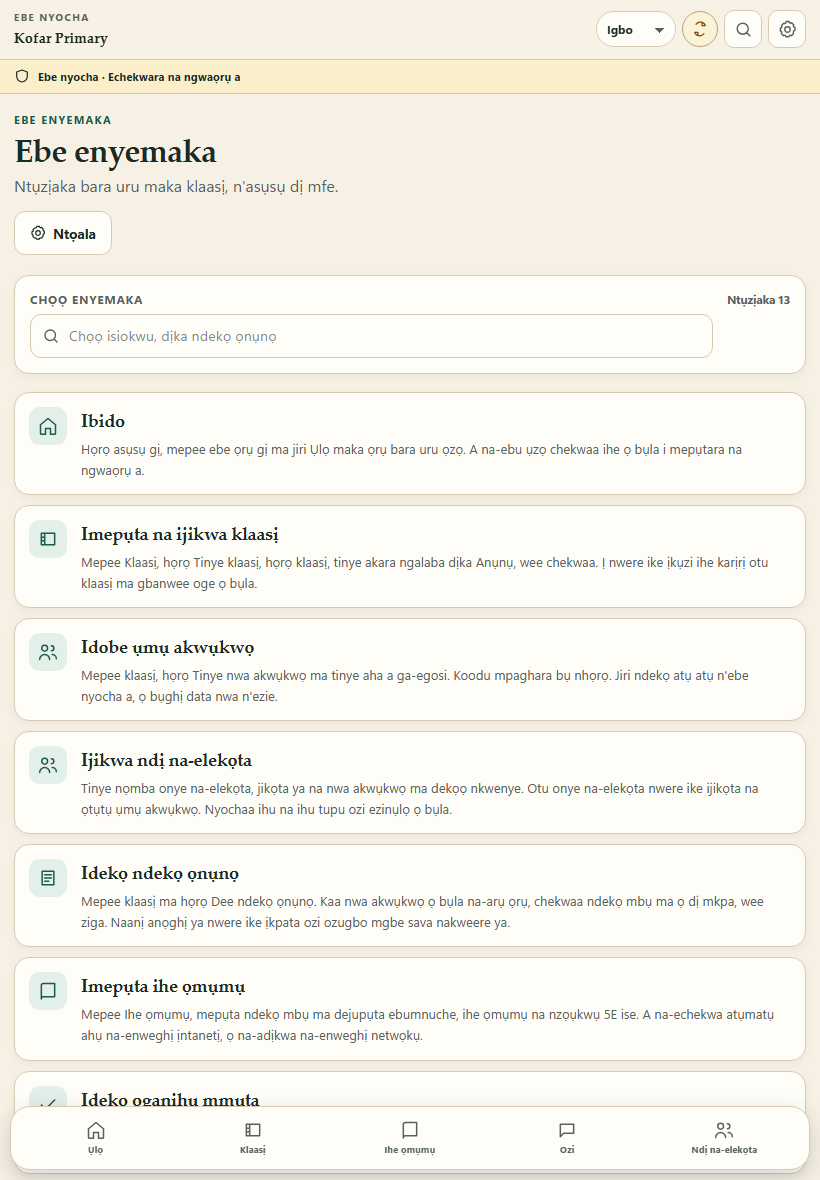 EBE NYOCHA
Kofar Primary
Igbo
Ebe nyocha · Echekwara na ngwaọrụ a
EBE ENYEMAKA
Ebe enyemaka
Ntụzịaka bara uru maka klaasị, n'asụsụ dị mfe.
Ntọala
CHỌỌ ENYEMAKA
Ntụzịaka 13
Chọọ isiokwu, dịka ndekọ ọnụnọ
Ibido
Họrọ asụsụ gị, mepee ebe ọrụ gị ma jiri Ụlọ maka ọrụ bara uru ọzọ. A na-ebu ụzọ chekwaa ihe ọ bụla i mepụtara na
ngwaọrụ a.
Imepụta na ijikwa klaasị
Mepee Klaasị, họrọ Tinye klaasị, họrọ klaasị, tinye akara ngalaba dịka Anụnụ, wee chekwaa. Ị nwere ike ịkụzi ihe karịrị otu
klaasị ma gbanwee oge ọ bụla.
Idobe ụmụ akwụkwọ
Mepee klaasị, họrọ Tinye nwa akwụkwọ ma tinye aha a ga-egosi. Koodu mpaghara bụ nhọrọ. Jiri ndekọ atụ atụ n'ebe
nyocha a, ọ bụghị data nwa n'ezie.
Ijikwa ndị na-elekọta
Tinye nọmba onye na-elekọta, jikọta ya na nwa akwụkwọ ma dekọọ nkwenye. Otu onye na-elekọta nwere ike ijikọta na
ọtụtụ ụmụ akwụkwọ. Nyochaa ihu na ihu tupu ozi ezinụlọ ọ bụla.
Idekọ ndekọ ọnụnọ
Mepee klaasị ma họrọ Dee ndekọ ọnụnọ. Kaa nwa akwụkwọ ọ bụla na-arụ ọrụ, chekwaa ndekọ mbụ ma ọ dị mkpa, wee
ziga. Naanị anọghị ya nwere ike ịkpata ozi ozugbo mgbe sava nakweere ya.
Imepụta ihe ọmụmụ
Mepee Ihe ọmụmụ, mepụta ndekọ mbụ ma dejupụta ebumnuche, ihe ọmụmụ na nzọụkwụ 5E ise. A na-echekwa atụmatụ
ahụ na-enweghị ịntanetị, ọ na-adịkwa na-enweghị netwọkụ.
Idekọ ọganihu mmụta
Ụlọ
Klaasị
Ihe ọmụmụ
Ozi
Ndị na-elekọta